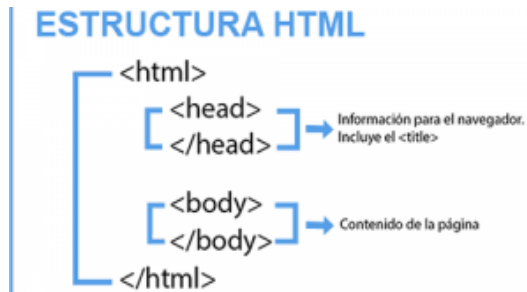 ESTRUCTURA HTML
<html>
<head>
</head>
Información para el navegador.
Incluye el <title>
<body>
</body>
Contenido de la página
</html>